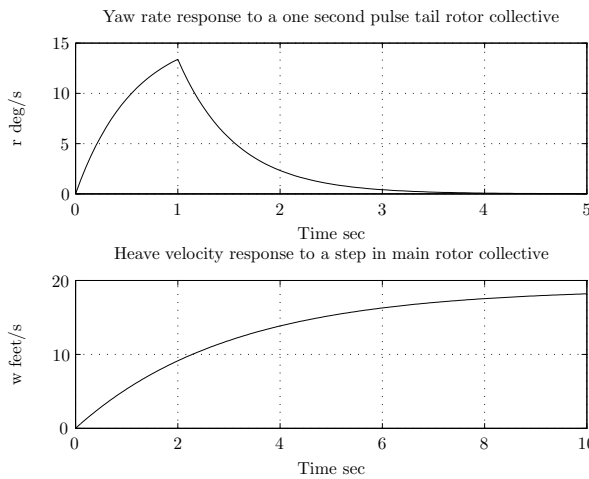 Yaw rate response to a one second pulse tail rotor collective
15
10
5
0
r deg/s
0 1 2 3 4 5
Time sec
Heave velocity response to a step in main rotor collective
20
10
0
w feet/s
0 2 4 6 8 10
Time sec